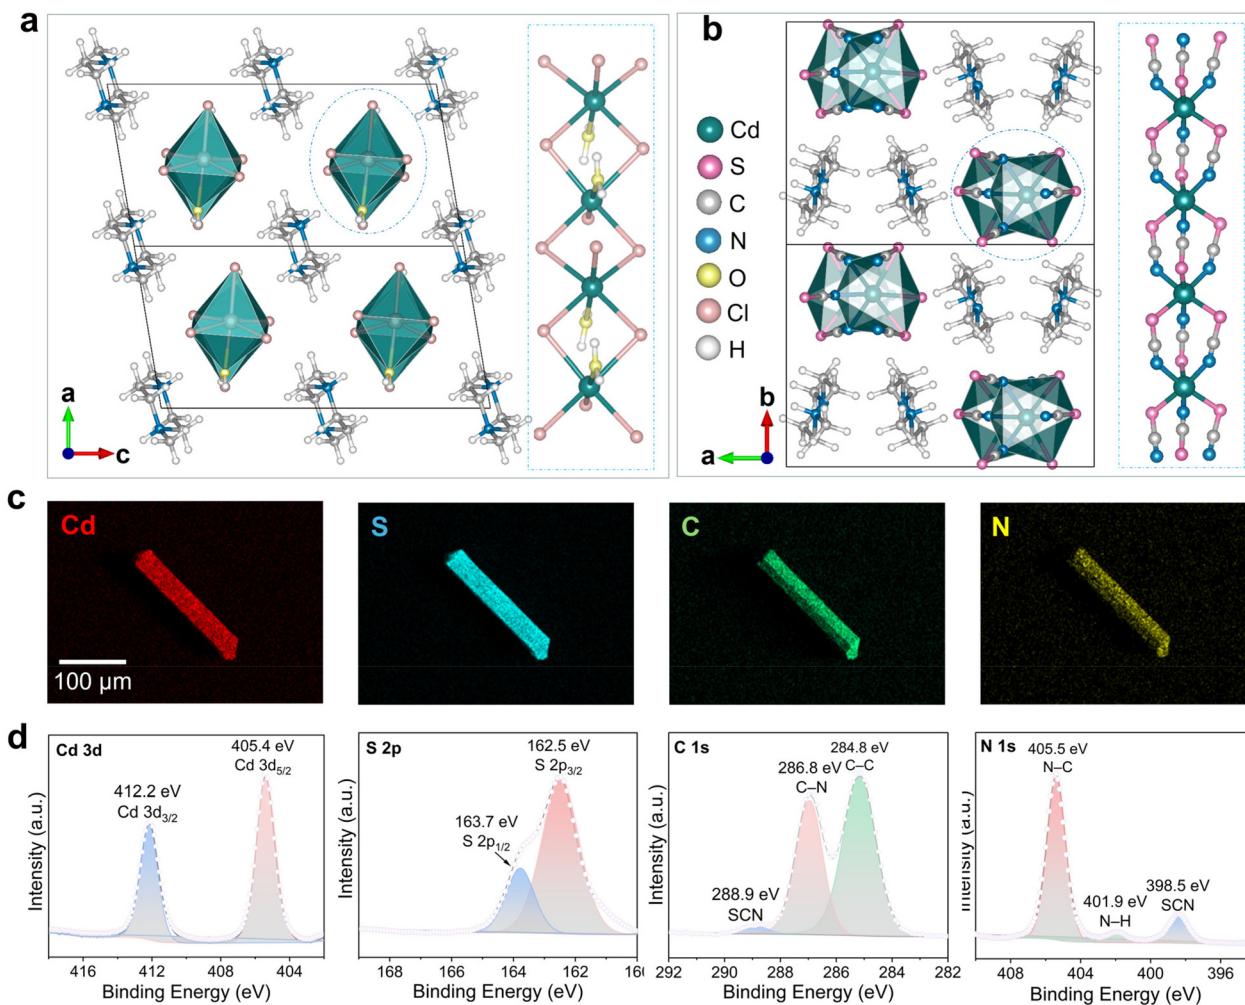 a
b
a
c
Cd
S
C
N
O
Cl
H
b
a
c
Cd
S
C
N
100 μm
d
Cd 3d
405.4 eV
Cd 3d5/2
412.2 eV
Cd 3d3/2
Intensity (a.u.)
416 412 408 404
Binding Energy (eV)
S 2p
162.5 eV
S 2p3/2
163.7 eV
S 2p1/2
Intensity (a.u.)
168 166 164 162 160
Binding Energy (eV)
C 1s
284.8 eV
C–C
286.8 eV
C–N
288.9 eV
SCN
Intensity (a.u.)
292 290 288 286 284 282
Binding Energy (eV)
N 1s
405.5 eV
N–C
401.9 eV
N–H
398.5 eV
SCN
Intensity (a.u.)
408 404 400 396
Binding Energy (eV)